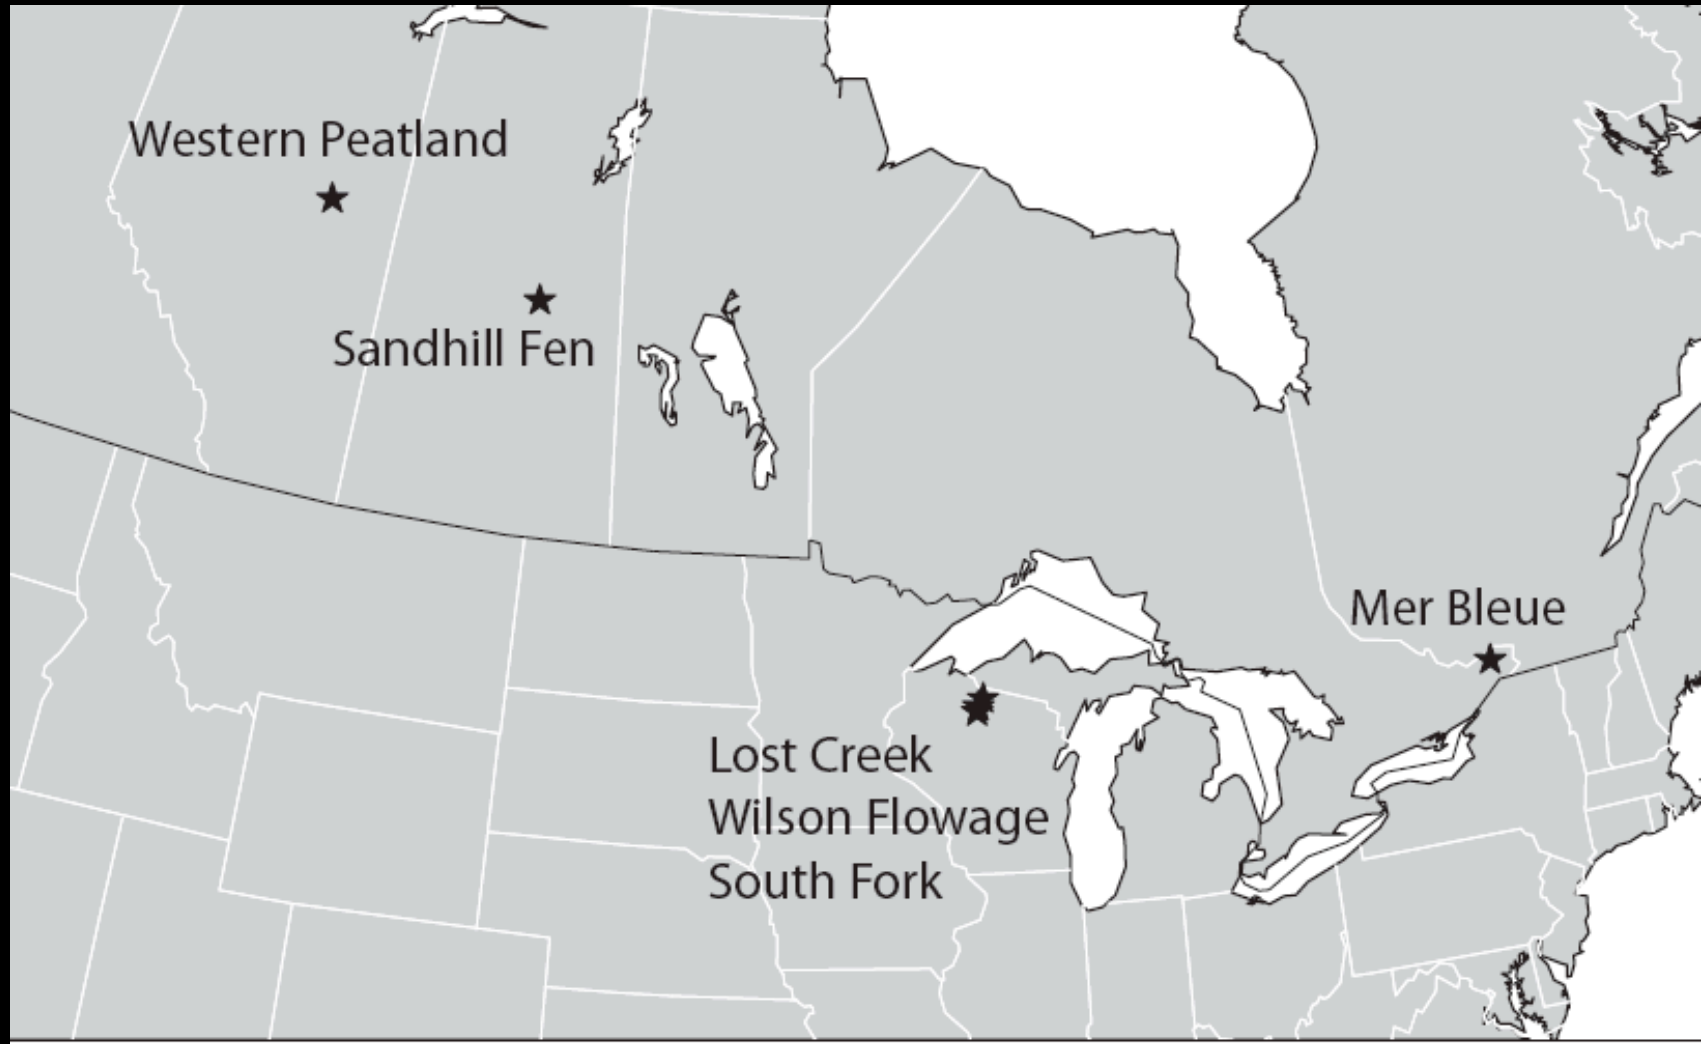 Western Peatland
Sandhill Fen
Mer Bleue
Lost Creek
Wilson Flowage
South Fork